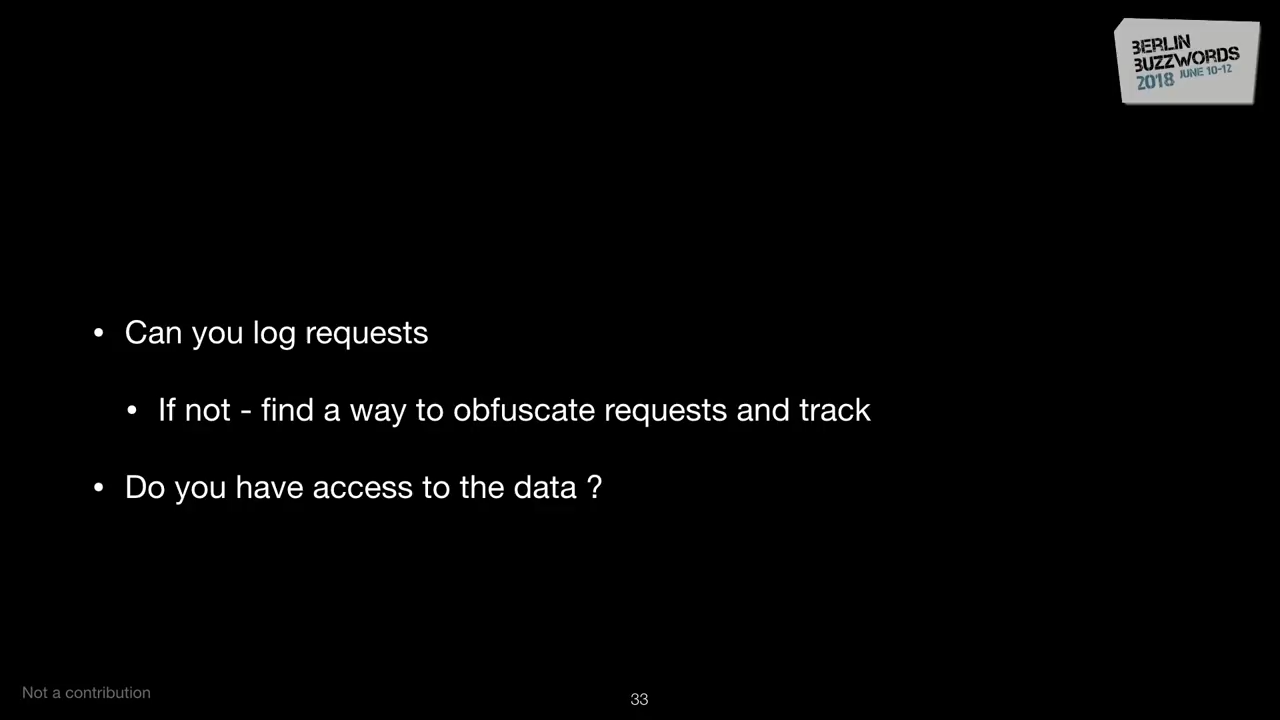 BERLIN
BUZZWORDS
2018 JUNE 10-12
• Can you log requests
• If not - find a way to obfuscate requests and track
• Do you have access to the data ?
Not a contribution
33